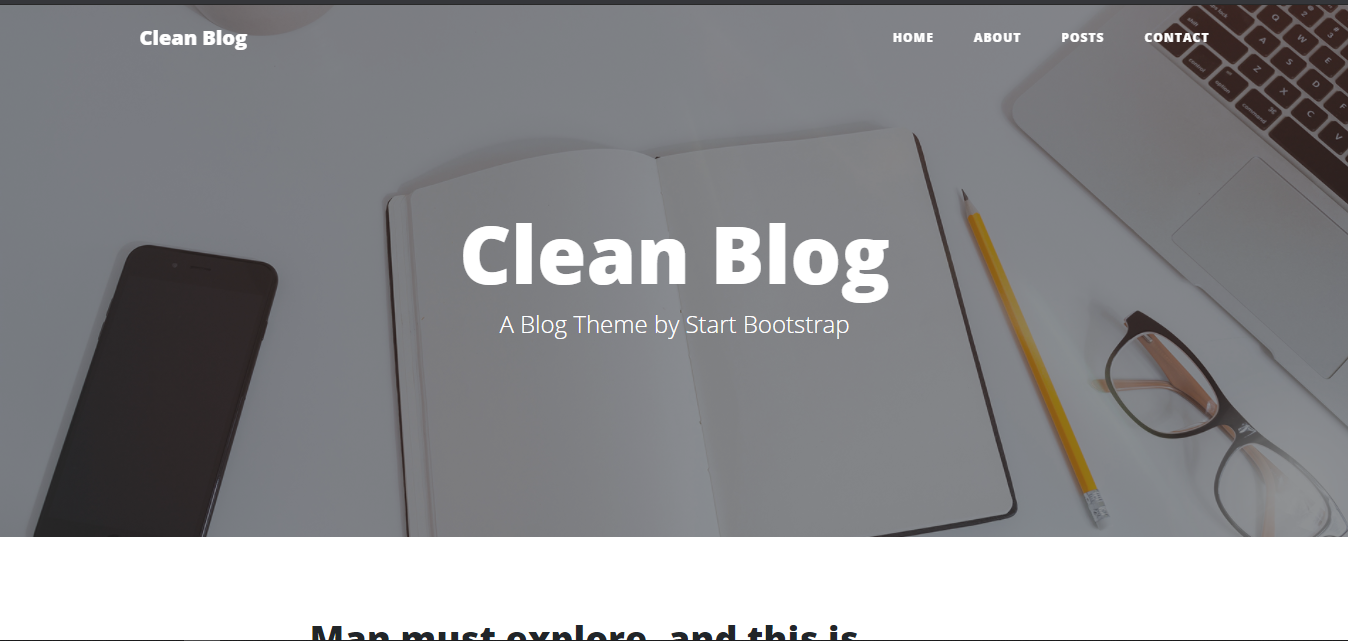 Clean Blog
HOME ABOUT POSTS CONTACT
Clean Blog
A Blog Theme by Start Bootstrap
Man must explore, and this is